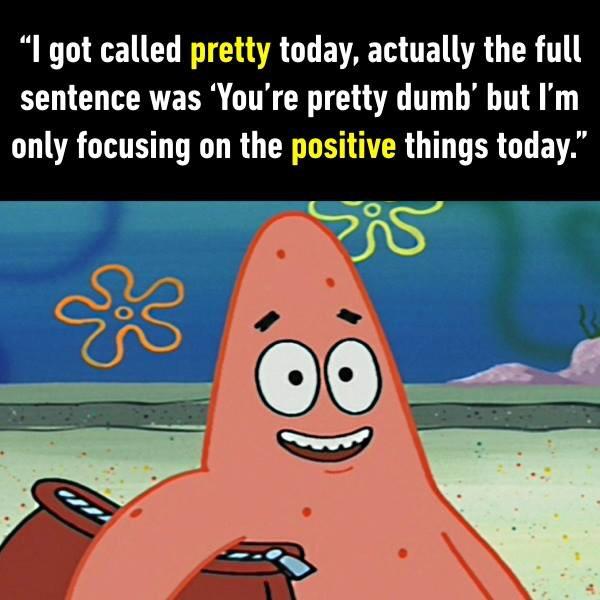 “I got called pretty today, actually the full
sentence was ‘You’re pretty dumb’ but I’m
only focusing on the positive things today.”